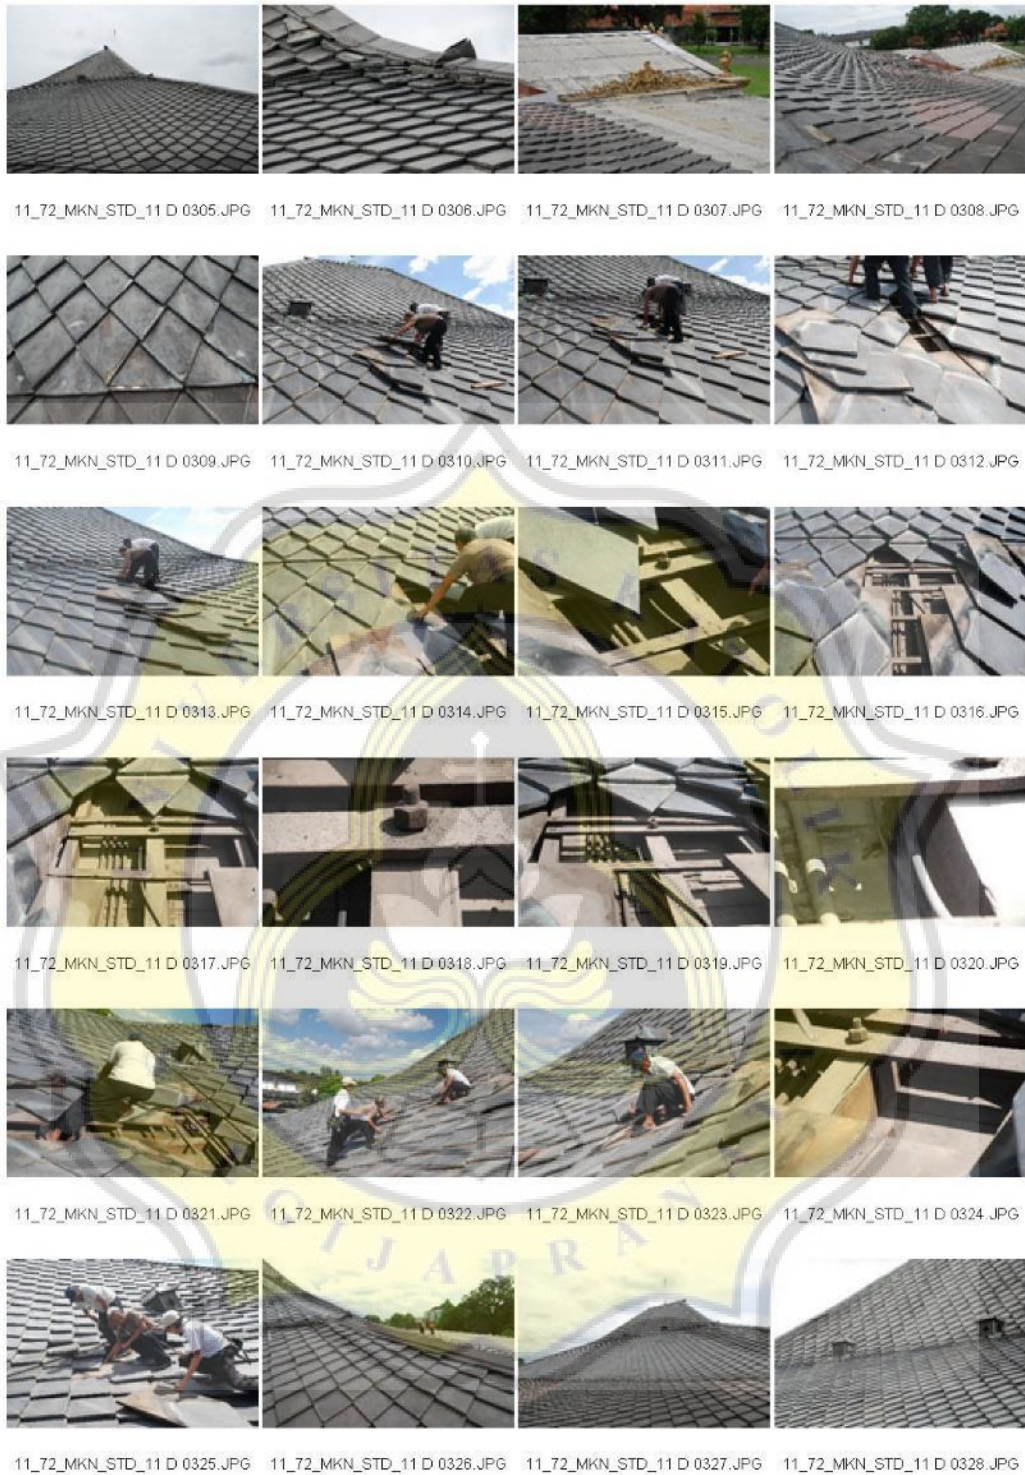 11_72_MKN_STD_11 D 0305.JPG 11_72_MKN_STD_11 D 0306.JPG 11_72_MKN_STD_11 D 0307.JPG 11_72_MKN_STD_11 D 0308.JPG
11_72_MKN_STD_11 D 0309.JPG 11_72_MKN_STD_11 D 0310.JPG 11_72_MKN_STD_11 D 0311.JPG 11_72_MKN_STD_11 D 0312.JPG
11_72_MKN_STD_11 D 0313.JPG 11_72_MKN_STD_11 D 0314.JPG 11_72_MKN_STD_11 D 0315.JPG 11_72_MKN_STD_11 D 0316.JPG
11_72_MKN_STD_11 D 0317.JPG 11_72_MKN_STD_11 D 0318.JPG 11_72_MKN_STD_11 D 0319.JPG 11_72_MKN_STD_11 D 0320.JPG
11_72_MKN_STD_11 D 0321.JPG 11_72_MKN_STD_11 D 0322.JPG 11_72_MKN_STD_11 D 0323.JPG 11_72_MKN_STD_11 D 0324.JPG
11_72_MKN_STD_11 D 0325.JPG 11_72_MKN_STD_11 D 0326.JPG 11_72_MKN_STD_11 D 0327.JPG 11_72_MKN_STD_11 D 0328.JPG